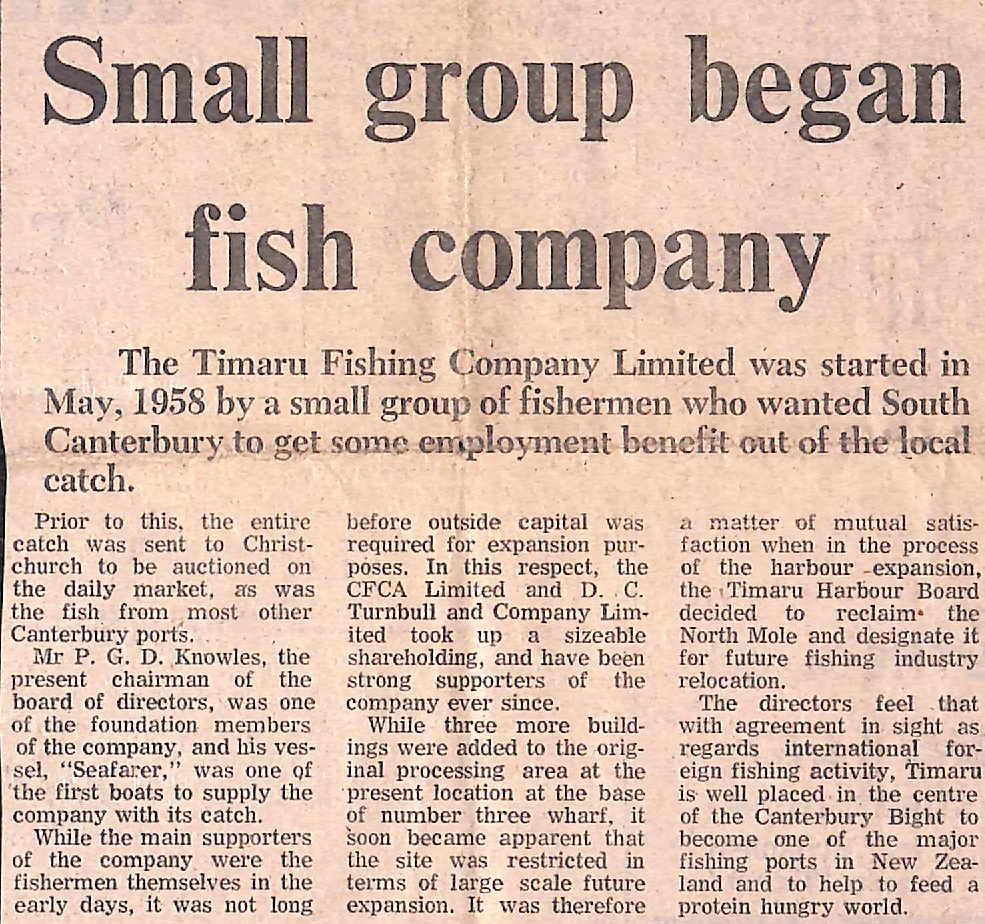 Small group began
fish company
The Timaru Fishing Company Limited was started in
May, 1958 by a small group of fishermen who wanted South
Canterbury to get some employment benefit out of the local
catch.
Prior to this, the entire
catch was sent to Christ-
church to be auctioned on
the daily market, as was
the fish from most other
Canterbury ports.
Mr P. G. D. Knowles, the
present chairman of the
board of directors, was one
of the foundation members
of the company, and his ves-
sel, "Seafarer," was one of
the first boats to supply the
company with its catch.
While the main supporters
of the company were the
fishermen themselves in the
early days, it was not long
before outside capital was
required for expansion pur-
poses. In this respect, the
CFCA Limited and D. C.
Turnbull and Company Lim-
ited took up a sizeable
shareholding, and have been
strong supporters of the
company ever since.
While three more build-
ings were added to the orig-
inal processing area at the
present location at the base
of number three wharf, it
soon became apparent that
the site was restricted in
terms of large scale future
expansion. It was therefore
a matter of mutual satis-
faction when in the process
of the harbour expansion,
the Timaru Harbour Board
decided to reclaim the
North Mole and designate it
for future fishing industry
relocation.
The directors feel that
with agreement in sight as
regards international for-
eign fishing activity, Timaru
is well placed in the centre
of the Canterbury Bight to
become one of the major
fishing ports in New Zea-
land and to help to feed a
protein hungry world.